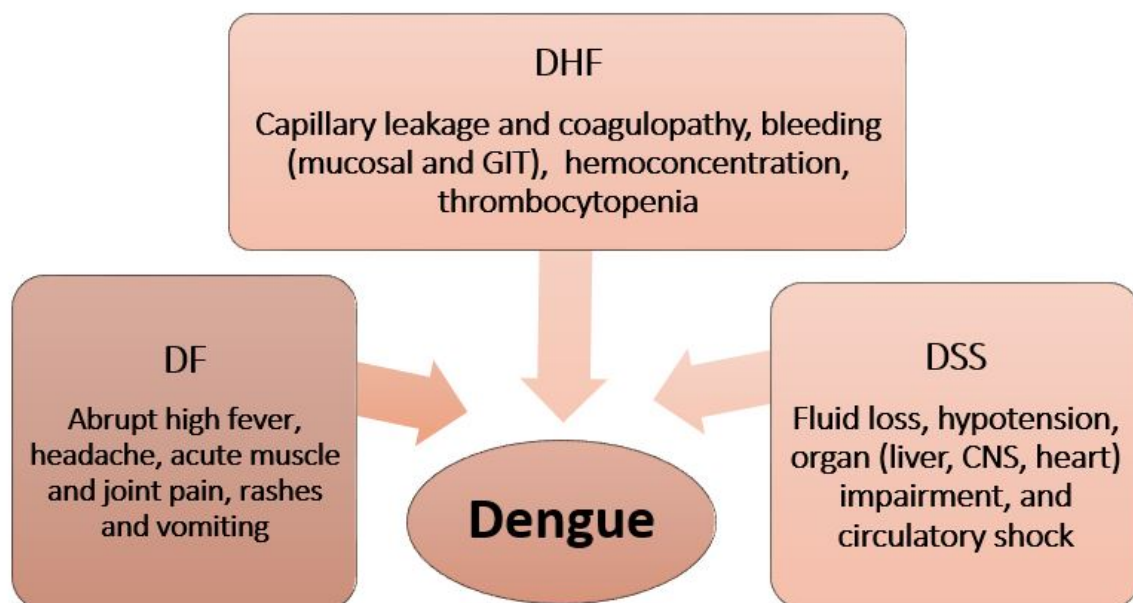 DHF
Capillary leakage and coagulopathy, bleeding
(mucosal and GIT), hemoconcentration,
thrombocytopenia
DF
Abrupt high fever,
headache, acute muscle
and joint pain, rashes
and vomiting
DSS
Fluid loss, hypotension,
organ (liver, CNS, heart)
impairment, and
circulatory shock
Dengue